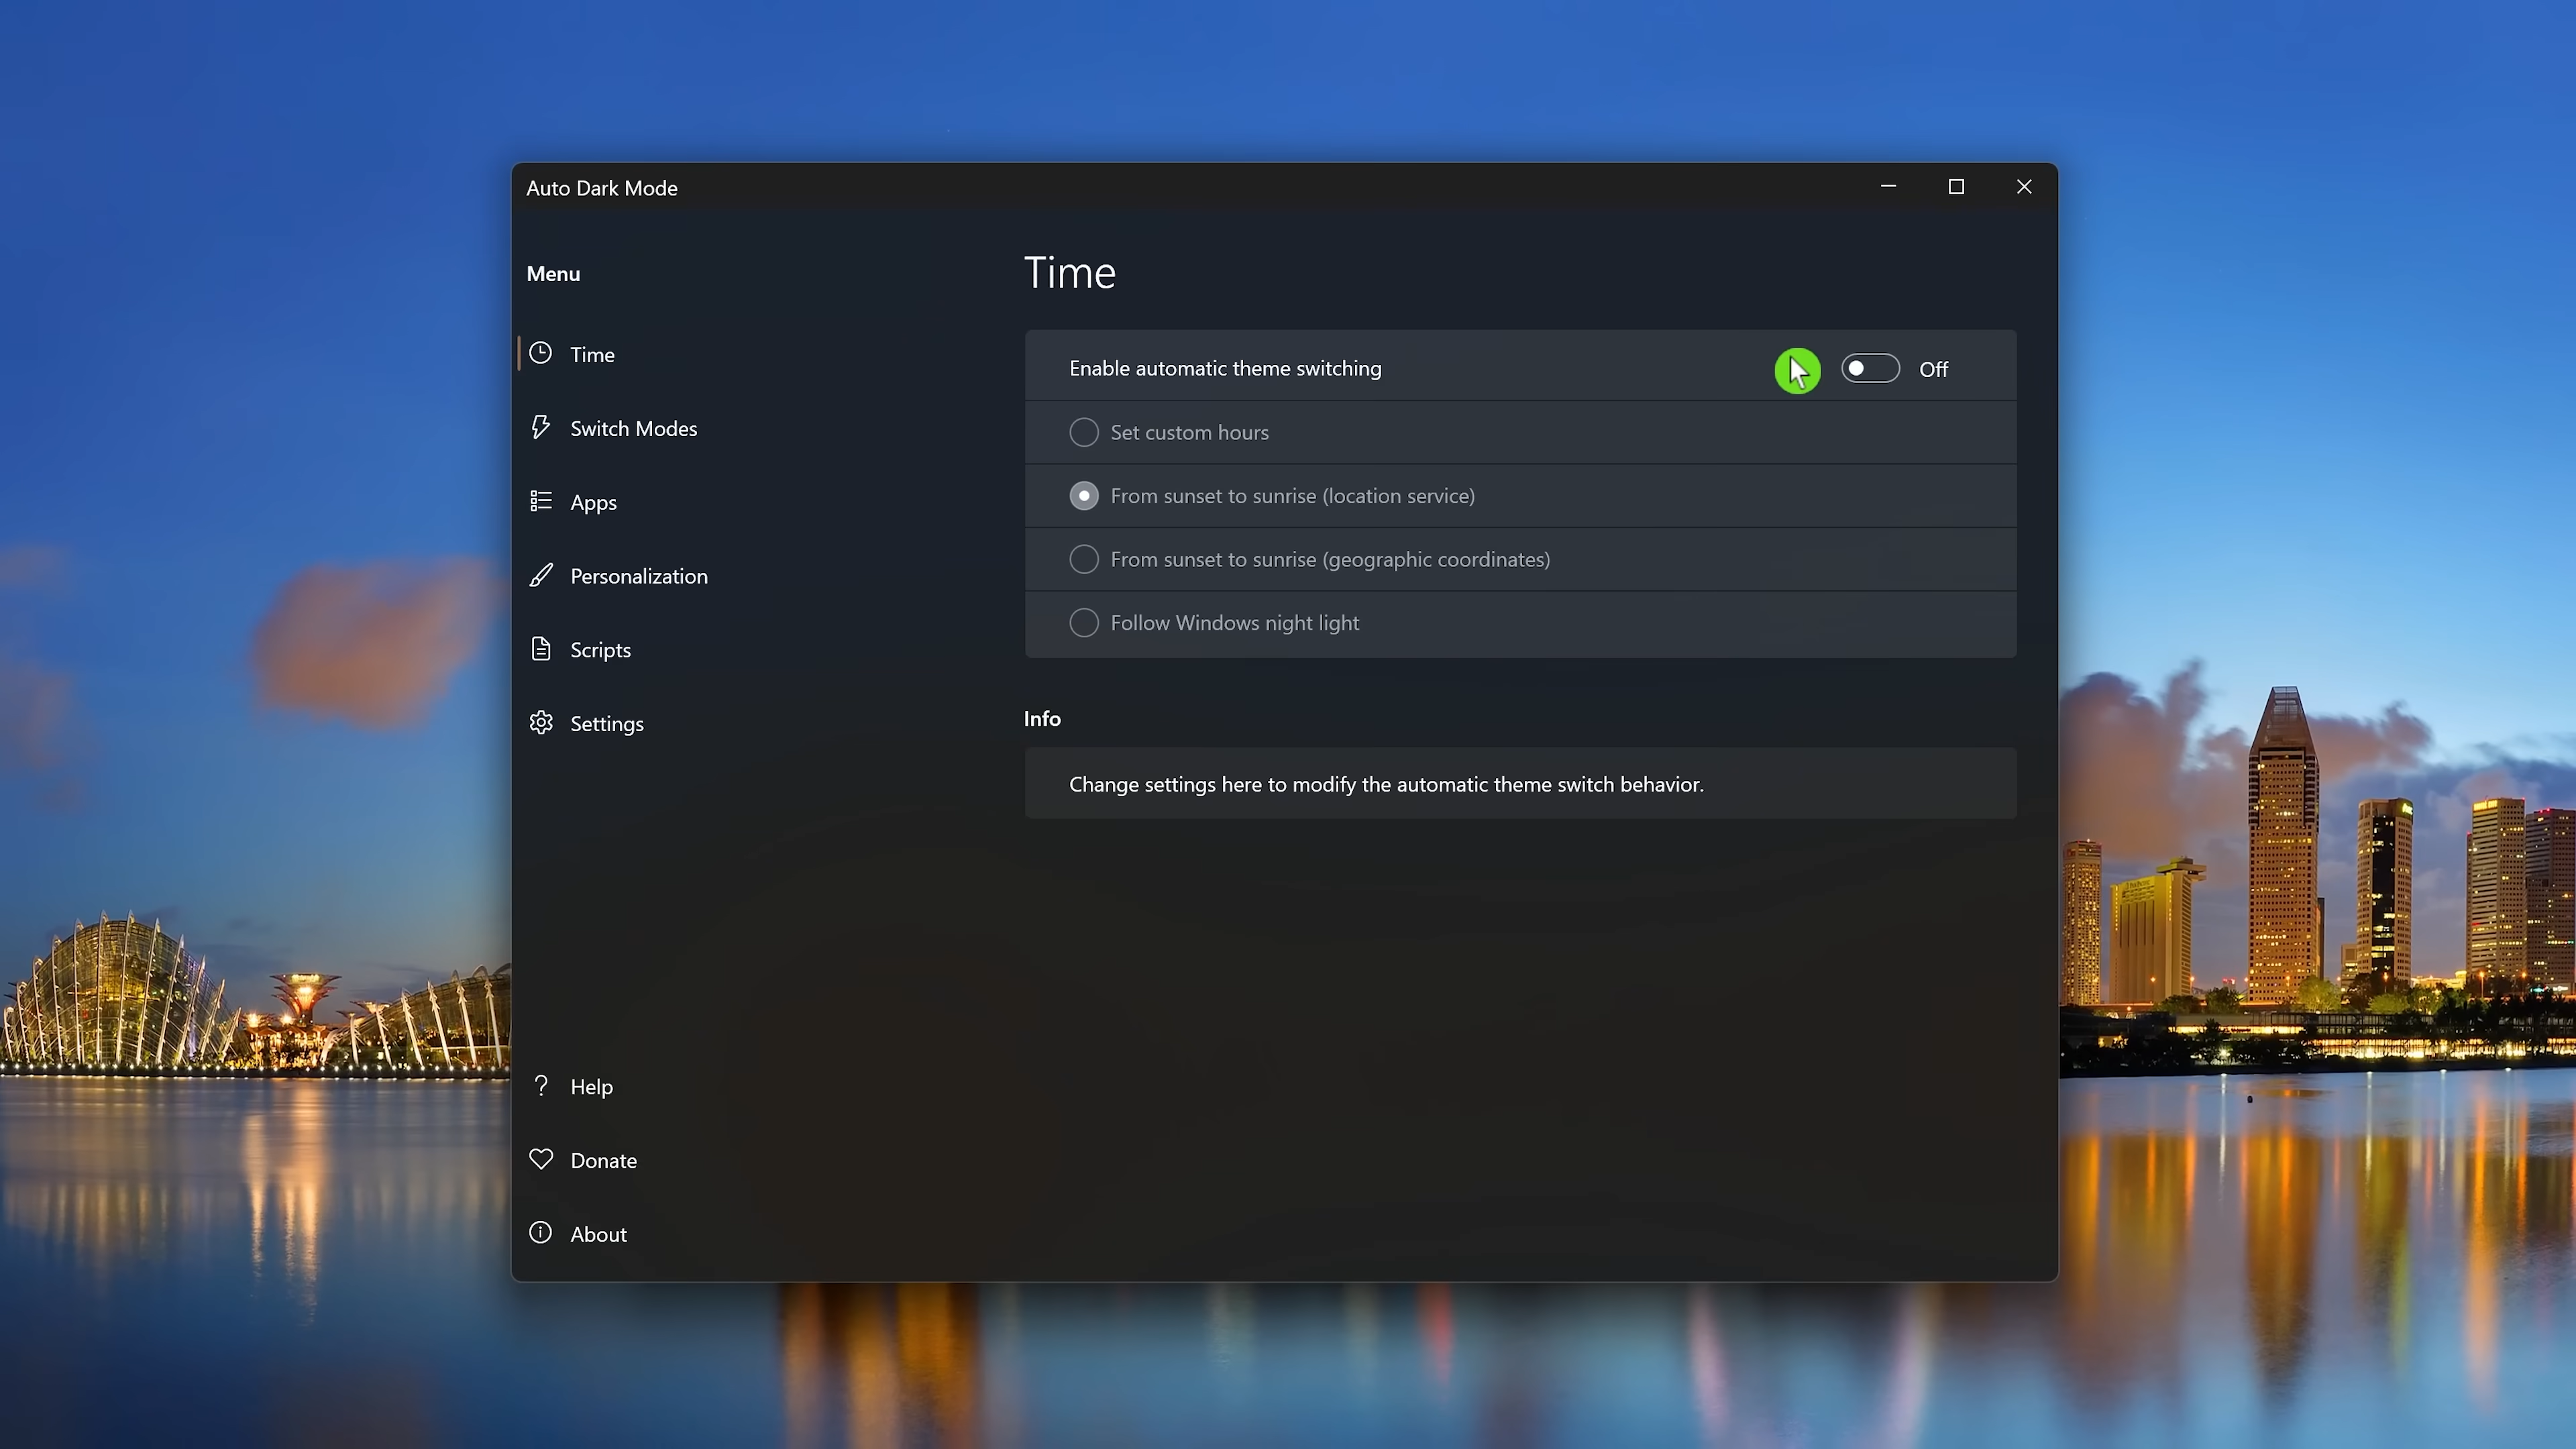 Auto Dark Mode
Menu
Time
Switch Modes
Apps
Personalization
Scripts
Settings
Help
Donate
About
Time
Enable automatic theme switching
Off
Set custom hours
From sunset to sunrise (location service)
From sunset to sunrise (geographic coordinates)
Follow Windows night light
Info
Change settings here to modify the automatic theme switch behavior.